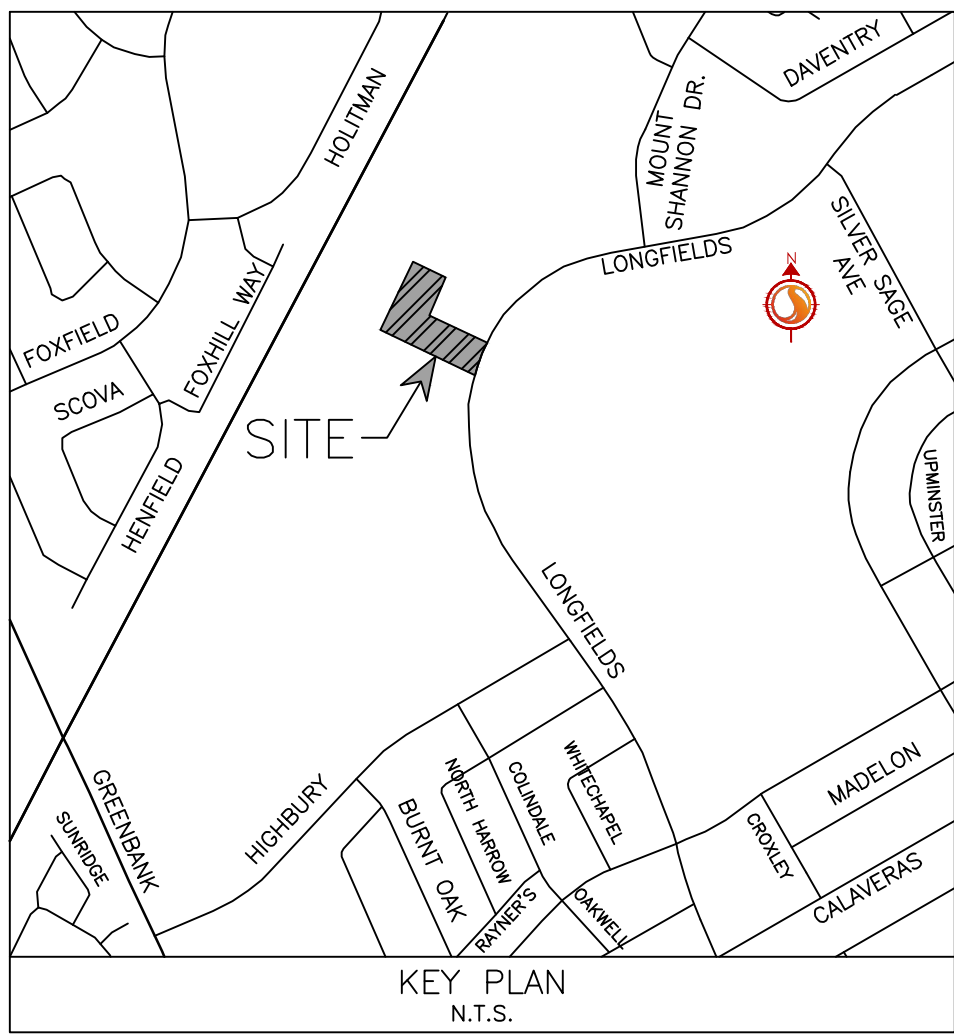 DAVENTRY
HOLITMAN
MOUNT
SHANNON DR.
SILVER SAGE
AVE
LONGFIELDS
N
FOXHILL WAY
FOXFIELD
SCOVA
SITE
HENFIELD
UPMINSTER
LONGFIELDS
GREENBANK
SUNRIDGE
HIGHBURY
BURNT OAK
NORTH HARROW
COLINDALE
WHITECHAPEL
MADELON
CROXLEY
CALAVERAS
RAYNER'S
OAKWELL
KEY PLAN
N.T.S.